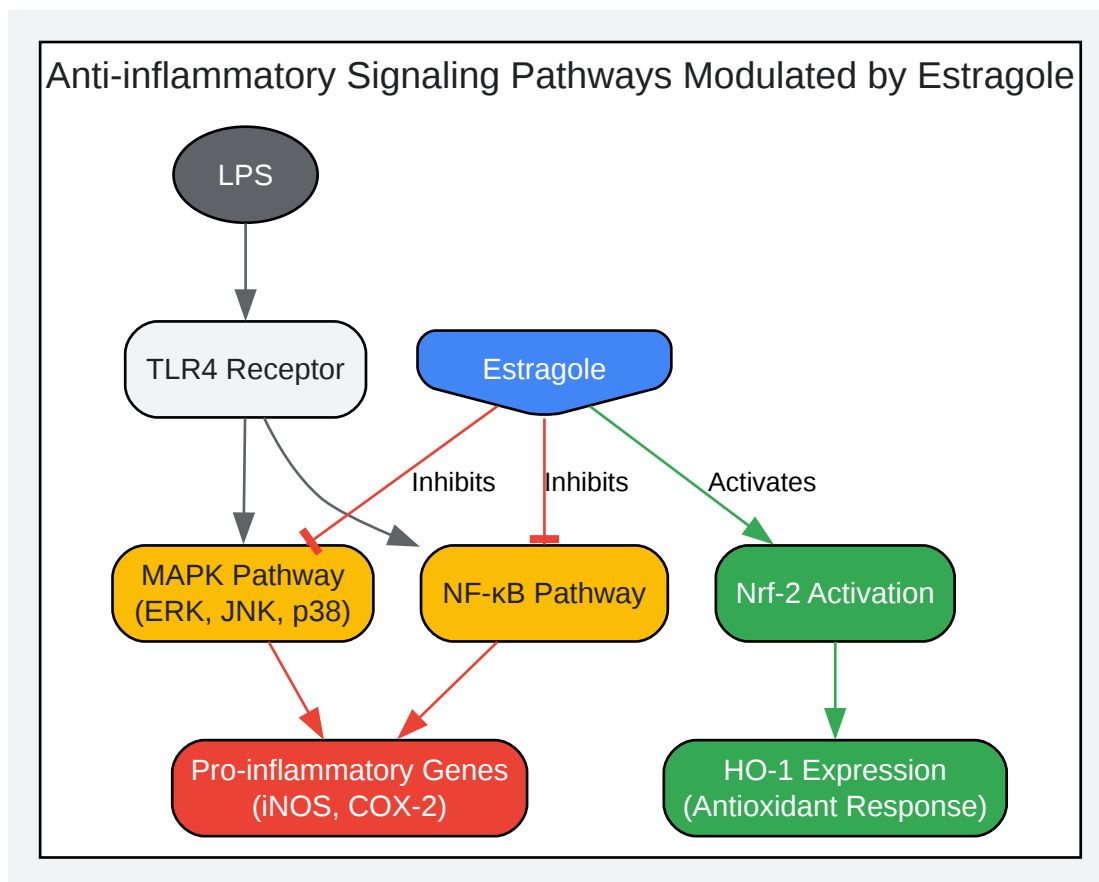 Anti-inflammatory Signaling Pathways Modulated by Estragole
LPS
TLR4 Receptor
Estragole
Inhibits
Inhibits
Activates
MAPK Pathway
(ERK, JNK, p38)
NF-κB Pathway
Nrf-2 Activation
Pro-inflammatory Genes
(iNOS, COX-2)
HO-1 Expression
(Antioxidant Response)